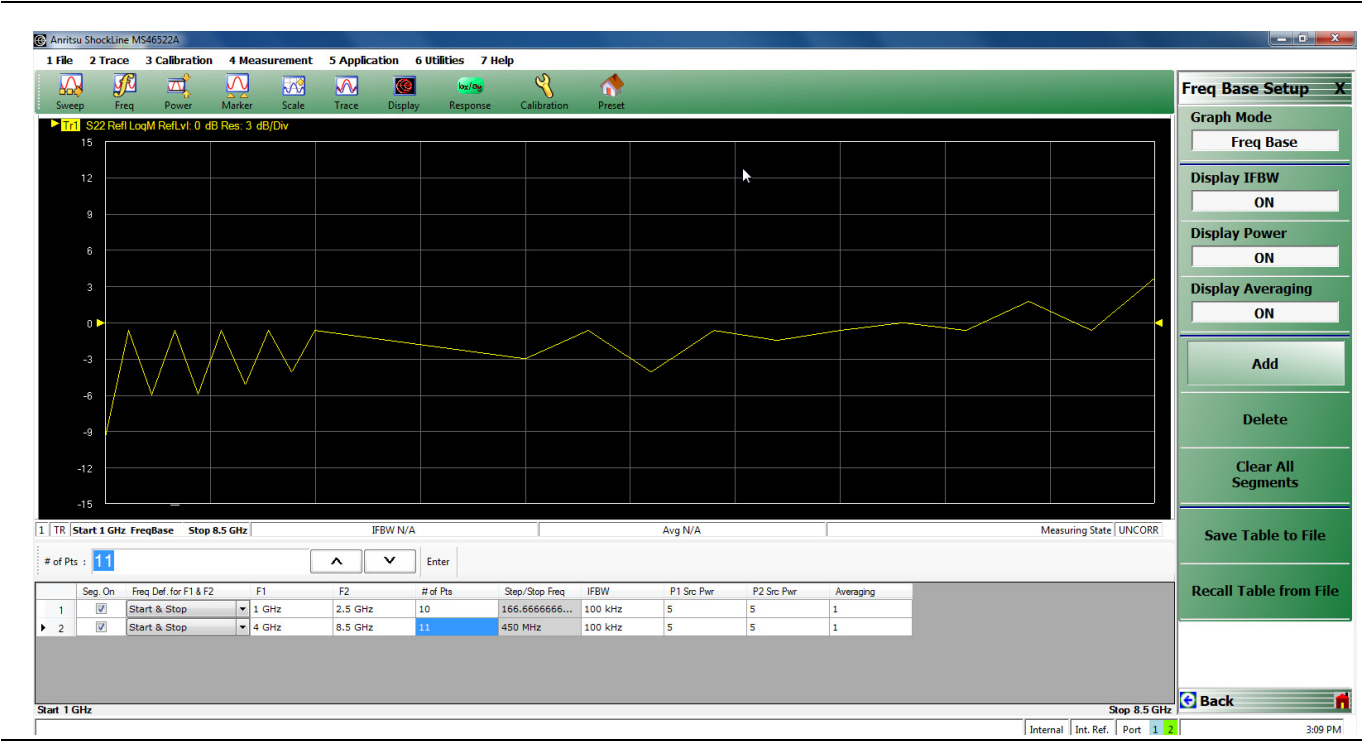 Anritsu ShockLine MS46522A
1 File 2 Trace 3 Calibration 4 Measurement 5 Application 6 Utilities 7 Help
Sweep Freq Power Marker Scale Trace Display Response Calibration Preset
Tr1 S22 Refl LogM RefLvl: 0 dB Res: 3 dB/Div
15
12
9
6
3
0
-3
-6
-9
-12
-15
1 TR Start 1 GHz FreqBase Stop 8.5 GHz IFBW N/A Avg N/A Measuring State UNCORR
# of Pts : 11 Enter
Seg. On Freq Def. for F1 & F2 F1 F2 # of Pts Step/Stop Freq IFBW P1 Src Pwr P2 Src Pwr Averaging
1 Start & Stop 1 GHz 2.5 GHz 10 166.6666666... 100 kHz 5 5 1
2 Start & Stop 4 GHz 8.5 GHz 11 450 MHz 100 kHz 5 5 1
Start 1 GHz Stop 8.5 GHz
Freq Base Setup X
Graph Mode
Freq Base
Display IFBW
ON
Display Power
ON
Display Averaging
ON
Add
Delete
Clear All
Segments
Save Table to File
Recall Table from File
Back
Internal Int. Ref. Port 1 2 3:09 PM